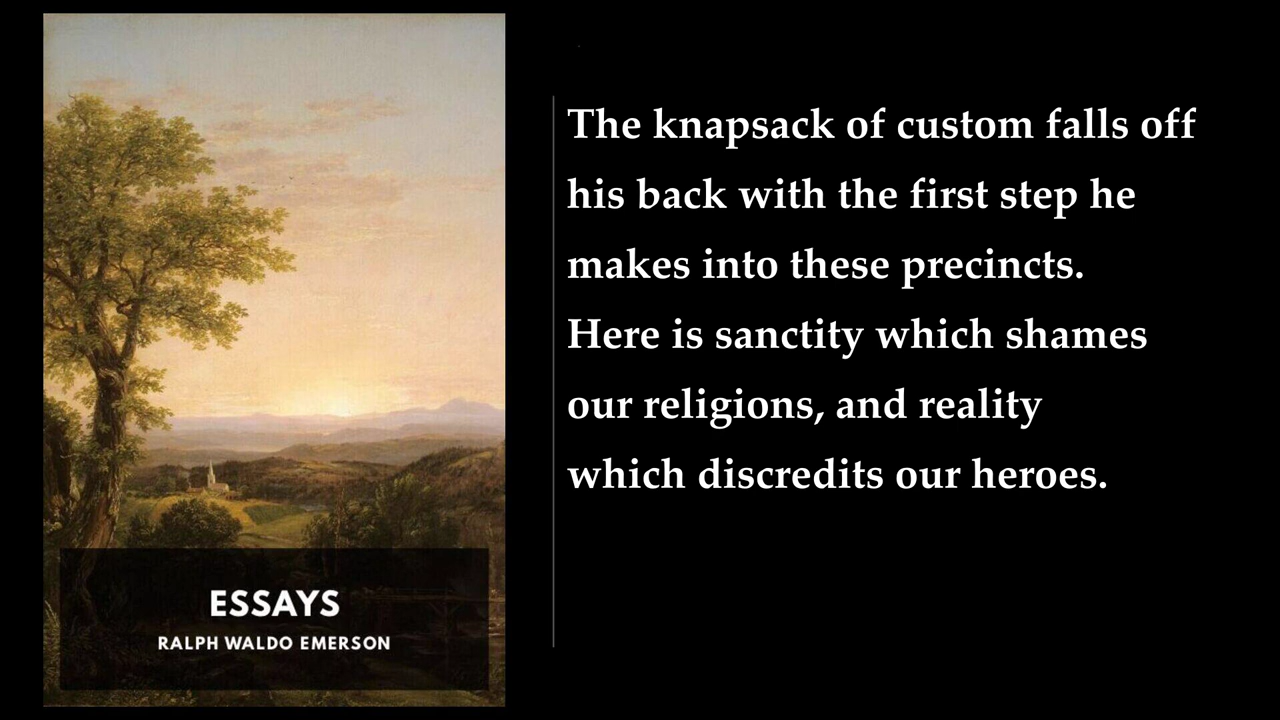 The knapsack of custom falls off
his back with the first step he
makes into these precincts.
Here is sanctity which shames
our religions, and reality
which discredits our heroes.
ESSAYS
RALPH WALDO EMERSON